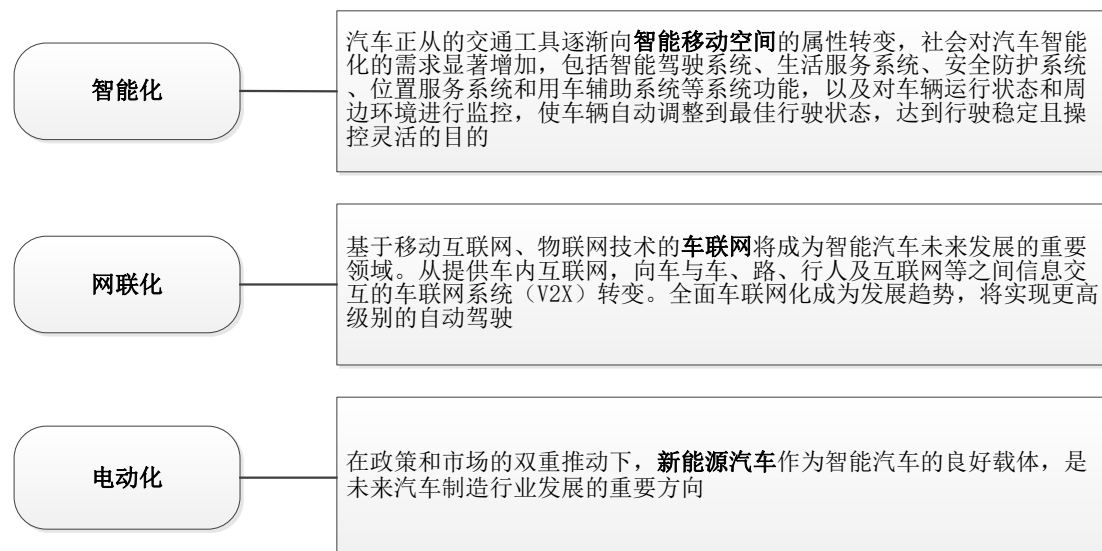 智能化
汽车正从的交通工具逐渐向智能移动空间的属性转变，社会对汽车智能
化的需求显著增加，包括智能驾驶系统、生活服务系统、安全防护系统
、位置服务系统和用车辅助系统等系统功能，以及对车辆运行状态和周
边环境进行监控，使车辆自动调整到最佳行驶状态，达到行驶稳定且操
控灵活的目的
网联化
基于移动互联网、物联网技术的车联网将成为智能汽车未来发展的重要
领域。从提供车内互联网，向车与车、路、行人及互联网等之间信息交
互的车联网系统（V2X）转变。全面车联网化成为发展趋势，将实现更高
级别的自动驾驶
电动化
在政策和市场的双重推动下，新能源汽车作为智能汽车的良好载体，是
未来汽车制造行业发展的重要方向